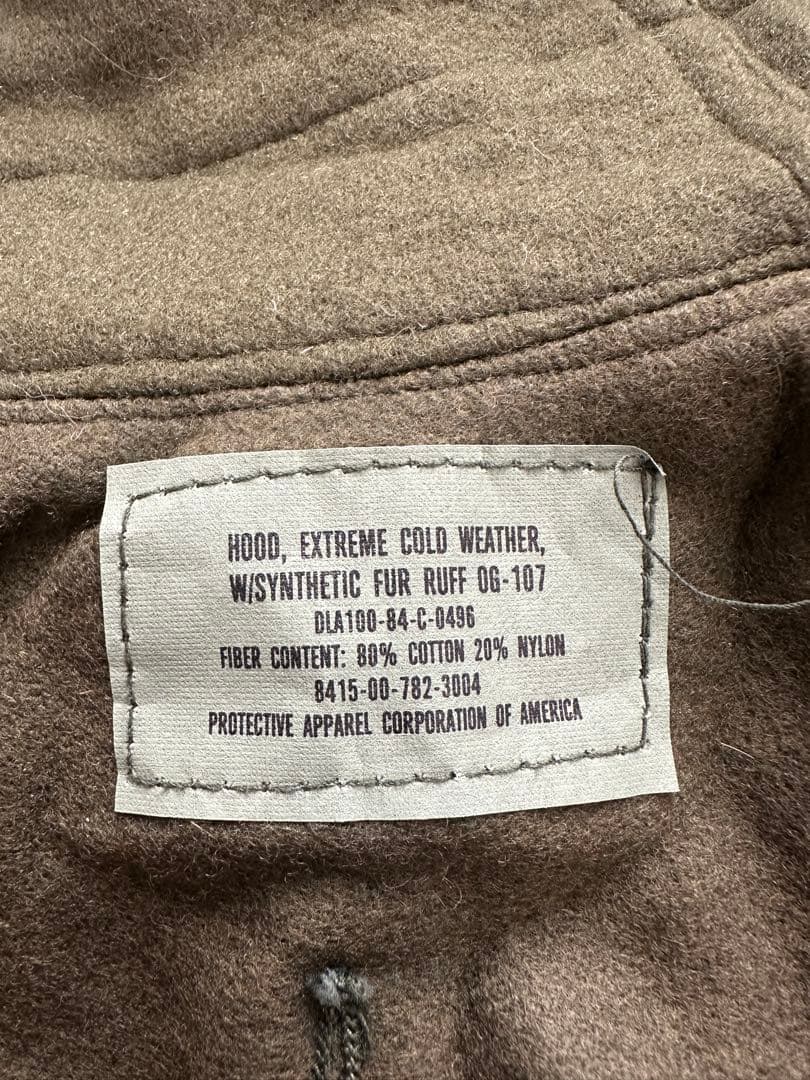 HOOD, EXTREME COLD WEATHER,
W/SYNTHETIC FUR RUFF OG-107
DLA100-84-C-0496
FIBER CONTENT: 80% COTTON 20% NYLON
8415-00-782-3004
PROTECTIVE APPAREL CORPORATION OF AMERICA